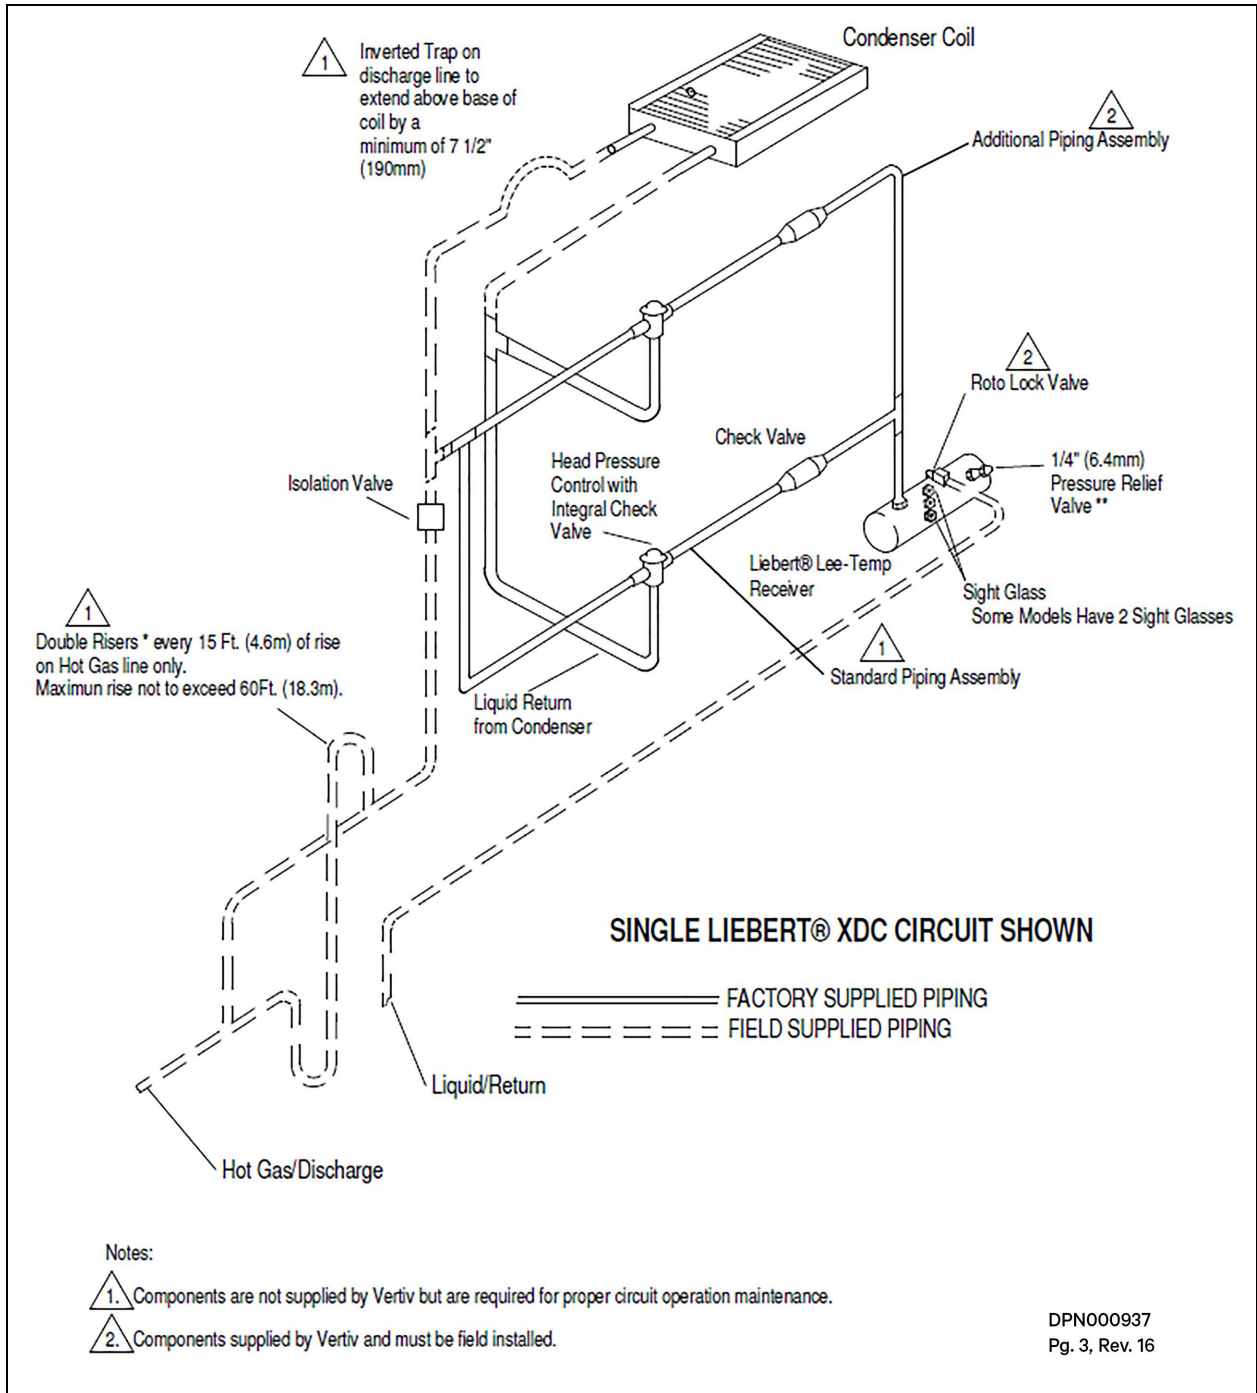 Condenser Coil
1
Inverted Trap on
discharge line to
extend above base of
coil by a
minimum of 7 1/2"
(190mm)
2
Additional Piping Assembly
2
Roto Lock Valve
Check Valve
1/4" (6.4mm)
Pressure Relief
Valve **
Isolation Valve
Head Pressure
Control with
Integral Check
Valve
Liebert® Lee-Temp
Receiver
Sight Glass
Some Models Have 2 Sight Glasses
1
Double Risers * every 15 Ft. (4.6m) of rise
on Hot Gas line only.
Maximun rise not to exceed 60Ft. (18.3m).
1
Standard Piping Assembly
Liquid Return
from Condenser
SINGLE LIEBERT® XDC CIRCUIT SHOWN
FACTORY SUPPLIED PIPING
FIELD SUPPLIED PIPING
Liquid/Return
Hot Gas/Discharge
Notes:
1. Components are not supplied by Vertiv but are required for proper circuit operation maintenance.
2. Components supplied by Vertiv and must be field installed.
DPN000937
Pg. 3, Rev. 16